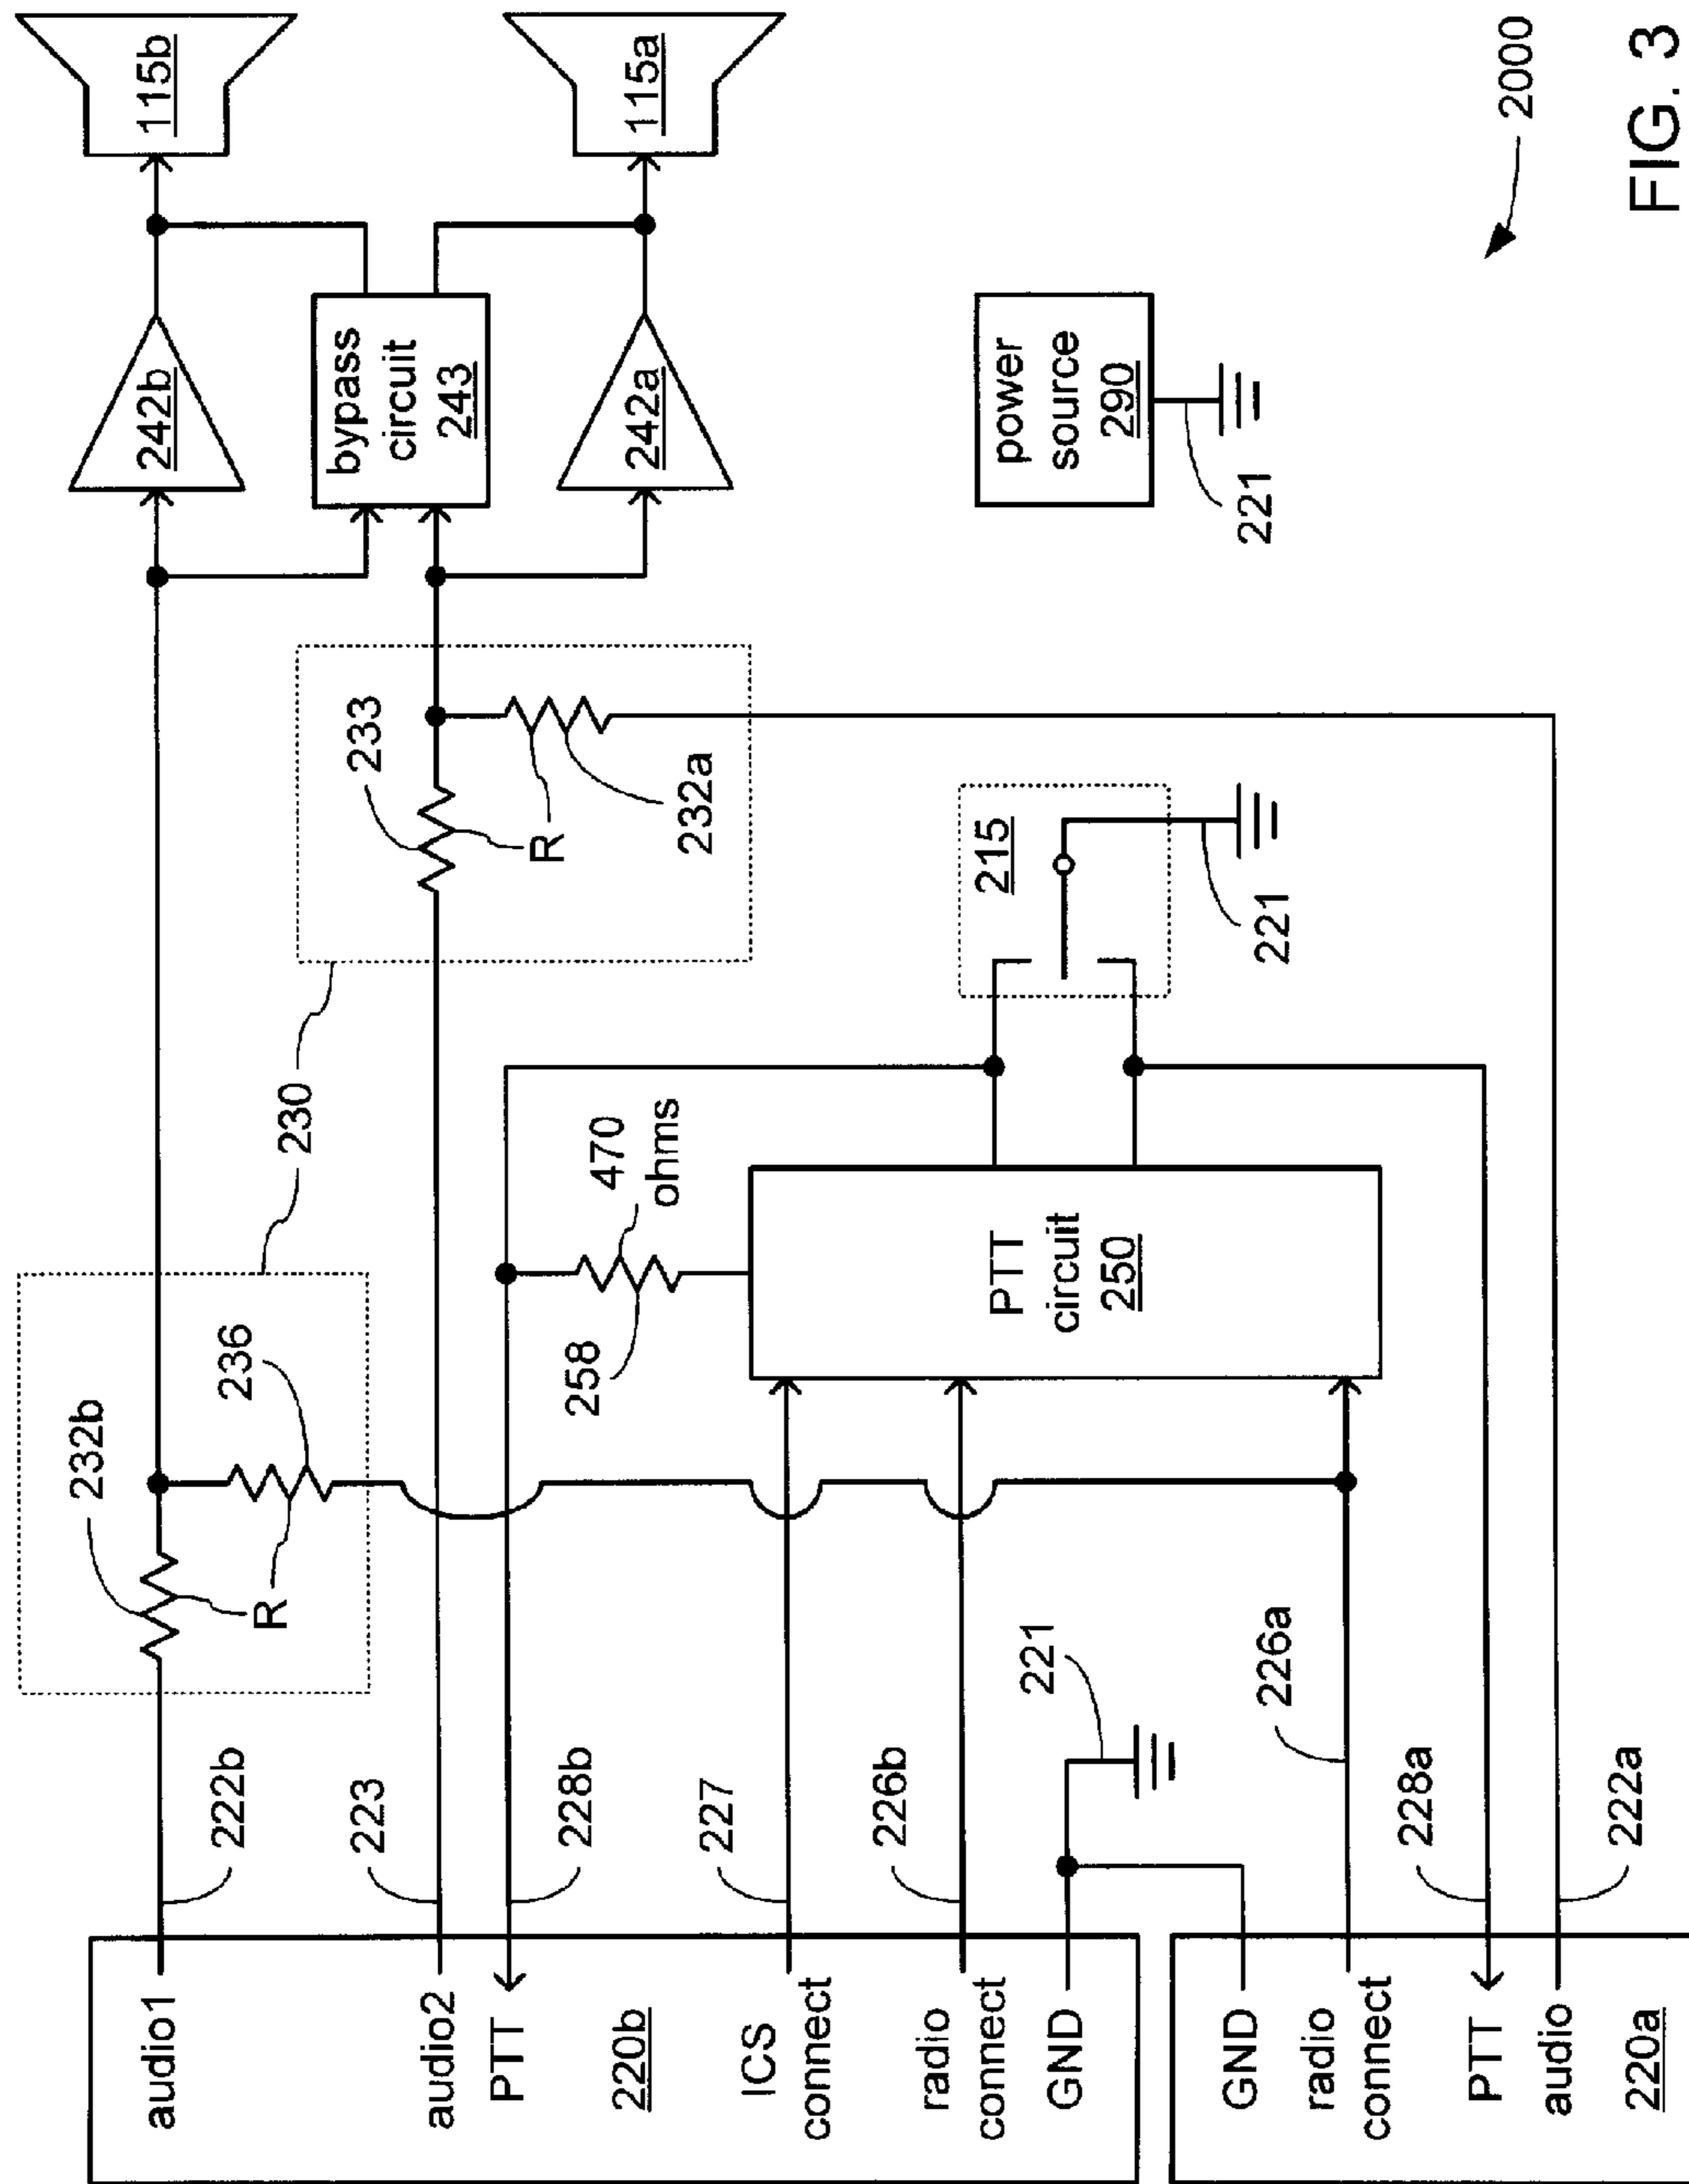 audio1
222b
232b
236
R
230
242b
115b
audio2
223
233
R
232a
bypass
circuit
243
242a
115a
PTT
228b
220b
258
470
ohms
ICS
connect
227
radio
connect
226b
PTT
circuit
250
215
221
power
source
290
221
GND
221
GND
radio
connect
226a
PTT
228a
audio
222a
220a
2000
FIG. 3